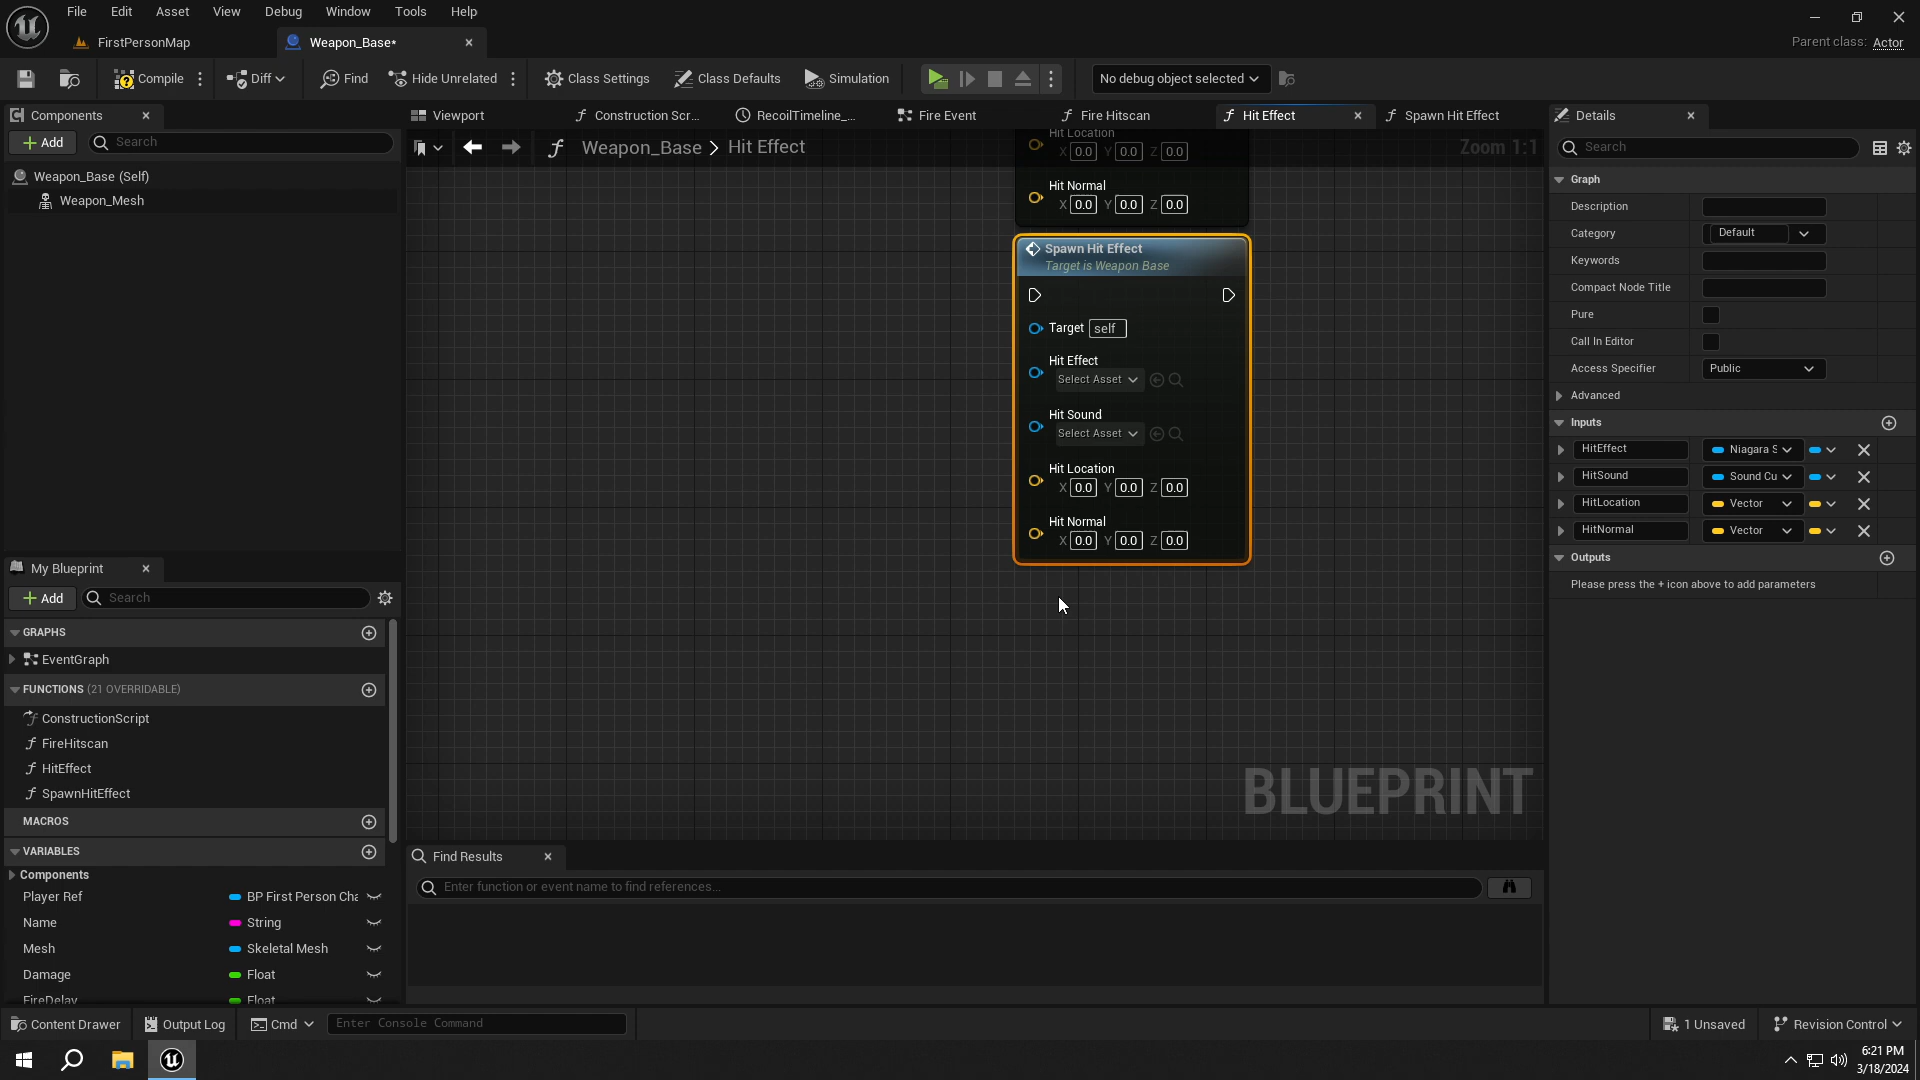 File Edit Asset View Debug Window Tools Help
FirstPersonMap
Weapon_Base*
Parent class: Actor
Compile
Diff
Find
Hide Unrelated
Class Settings
Class Defaults
Simulation
No debug object selected
Components
Add
Search
Weapon_Base (Self)
Weapon_Mesh
Viewport
Construction Scr...
RecoilTimeline_...
Fire Event
Fire Hitscan
Hit Effect
Spawn Hit Effect
Weapon_Base > Hit Effect
Zoom 1:1
Hit Location
X 0.0 Y 0.0 Z 0.0
Hit Normal
X 0.0 Y 0.0 Z 0.0
Spawn Hit Effect
Target is Weapon Base
Target self
Hit Effect
Select Asset
Hit Sound
Select Asset
Hit Location
X 0.0 Y 0.0 Z 0.0
Hit Normal
X 0.0 Y 0.0 Z 0.0
BLUEPRINT
Details
Search
Graph
Description
Category Default
Keywords
Compact Node Title
Pure
Call In Editor
Access Specifier Public
Advanced
Inputs
HitEffect Niagara S
HitSound Sound Cu
HitLocation Vector
HitNormal Vector
Outputs
Please press the + icon above to add parameters
My Blueprint
Add
Search
GRAPHS
EventGraph
FUNCTIONS (21 OVERRIDABLE)
ConstructionScript
FireHitscan
HitEffect
SpawnHitEffect
MACROS
VARIABLES
Components
Player Ref BP First Person Cha
Name String
Mesh Skeletal Mesh
Damage Float
FireDelay Float
Find Results
Enter function or event name to find references...
Content Drawer
Output Log
Cmd
Enter Console Command
1 Unsaved
Revision Control
6:21 PM
3/18/2024